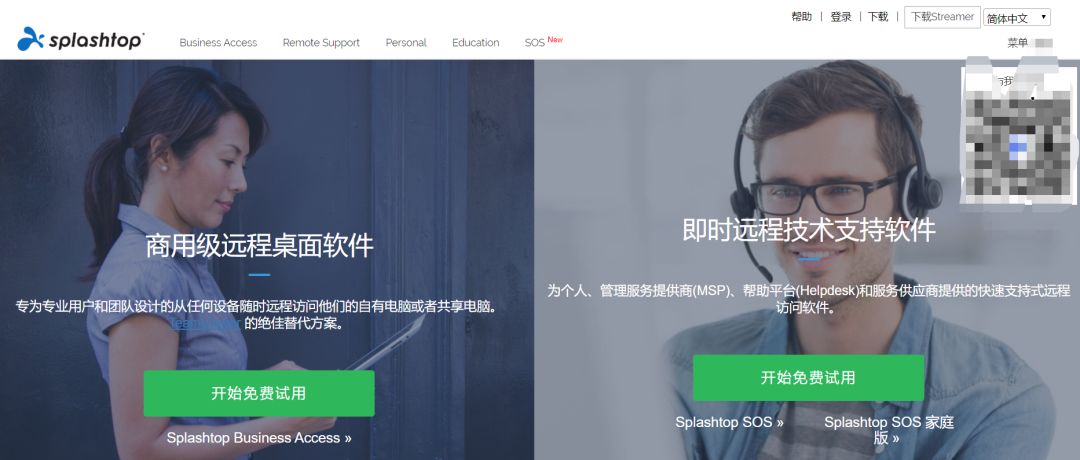 帮助 | 登录 | 下载 下载Streamer 简体中文
splashtop Business Access Remote Support Personal Education SOS New
菜单
商用级远程桌面软件
专为专业用户和团队设计的从任何设备随时远程访问他们的自有电脑或者共享电脑。
的绝佳替代方案。
开始免费试用
Splashtop Business Access »
即时远程技术支持软件
为个人、管理服务提供商(MSP)、帮助平台(Helpdesk)和服务供应商提供的快速支持式远程
访问软件。
开始免费试用
Splashtop SOS » Splashtop SOS 家庭
版 »